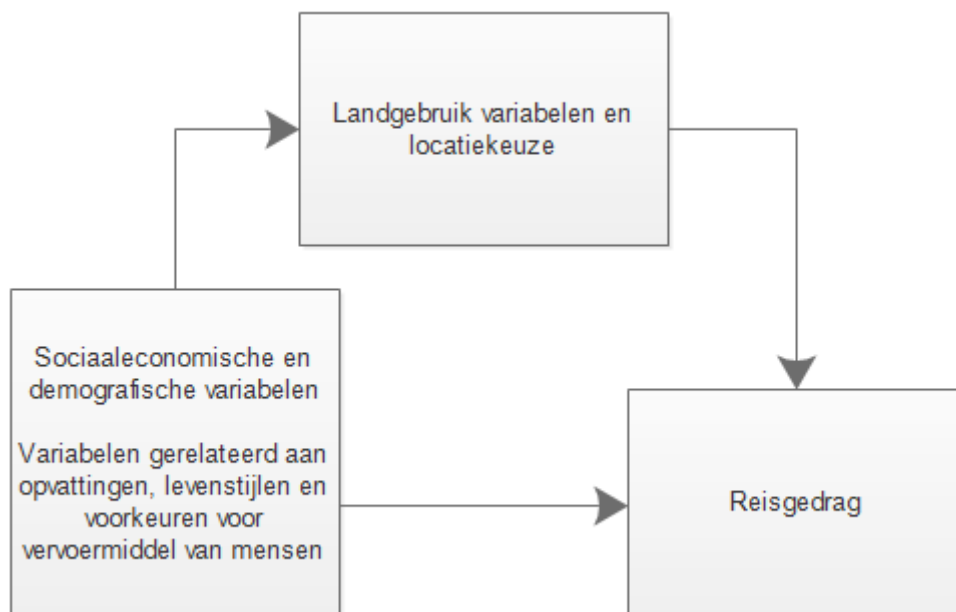 Landgebruik variabelen en
locatiekeuze
Sociaaleconomische en
demografische variabelen
Variabelen gerelateerd aan
opvattingen, levenstijlen en
voorkeuren voor
vervoermiddel van mensen
Reisgedrag